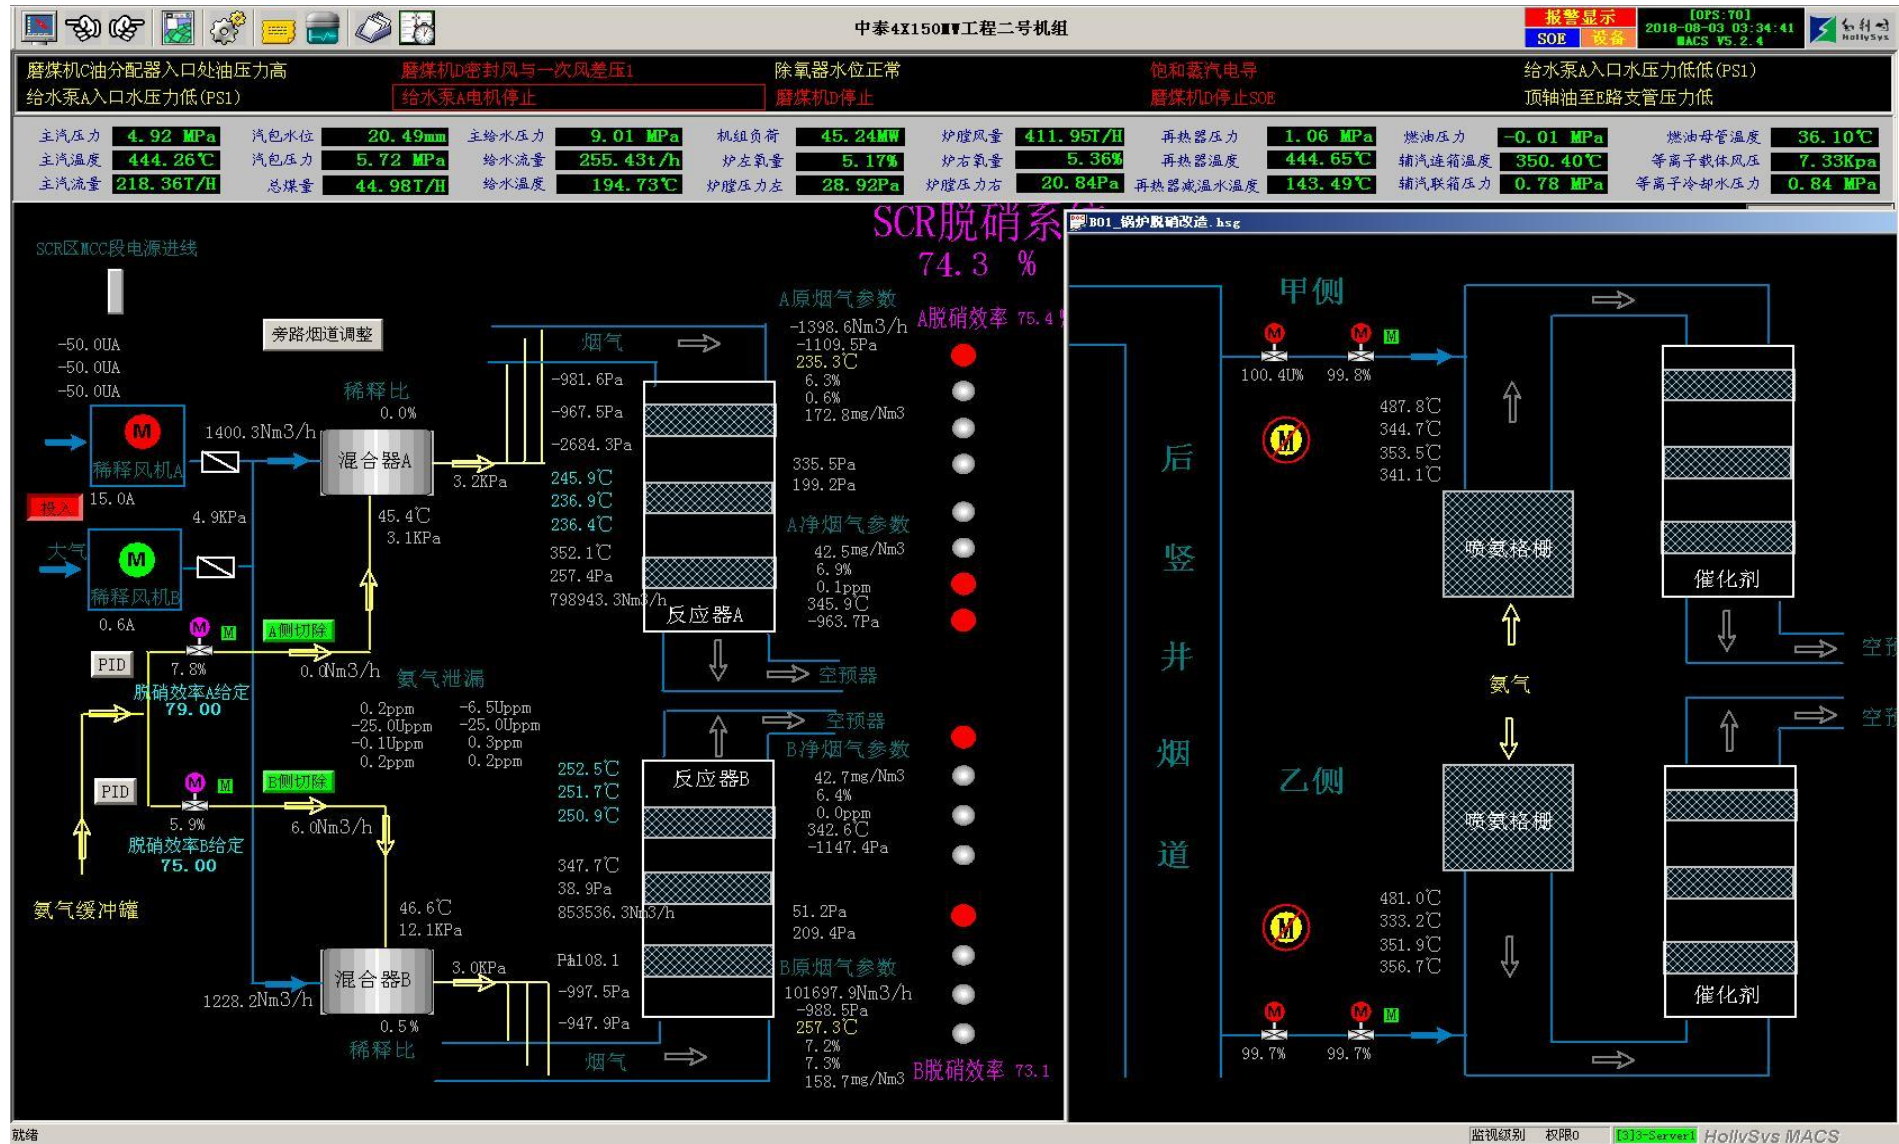 中泰4X150MW工程二号机组
报警显示
SOE 设备
[OPS:70]
2018-08-03 03:34:41
MACS V5.2.4
和利时
HollySys
磨煤机C油分配器入口处油压力高 磨煤机D密封风与一次风差压1 除氧器水位正常 饱和蒸汽电导 给水泵A入口水压力低低(PS1)
给水泵A入口水压力低(PS1) 给水泵A电机停止 磨煤机D停止 磨煤机D停止SOE 顶轴油至E路支管压力低
主汽压力 4.92 MPa 汽包水位 20.49mm 主给水压力 9.01 MPa 机组负荷 45.24MW 炉膛风量 411.95T/H 再热器压力 1.06 MPa 燃油压力 -0.01 MPa 燃油母管温度 36.10℃
主汽温度 444.26℃ 汽包压力 5.72 MPa 给水流量 255.43t/h 炉左氧量 5.17% 炉右氧量 5.36% 再热器温度 444.65℃ 辅汽连箱温度 350.40℃ 等离子载体风压 7.33Kpa
主汽流量 218.36T/H 总煤量 44.98T/H 给水温度 194.73℃ 炉膛压力左 28.92Pa 炉膛压力右 20.84Pa 再热器减温水温度 143.49℃ 辅汽联箱压力 0.78 MPa 等离子冷却水压力 0.84 MPa
SCR脱硝系统
74.3 %
SCR区MCC段电源进线
-50.0UA
-50.0UA
-50.0UA
旁路烟道调整
稀释比
0.0%
M
稀释风机A
15.0A
投入
1400.3Nm3/h
4.9KPa
混合器A
3.2KPa
45.4℃
3.1KPa
大气
M
稀释风机B
0.6A
M M
A侧切除
PID
7.8%
0.0Nm3/h
脱硝效率A给定
79.00
氨气泄漏
0.2ppm -6.5Uppm
-25.0Uppm -25.0Uppm
-0.1Uppm 0.3ppm
0.2ppm 0.2ppm
M M
B侧切除
PID
5.9%
6.0Nm3/h
脱硝效率B给定
75.00
氨气缓冲罐
46.6℃
12.1KPa
混合器B
3.0KPa
1228.2Nm3/h
0.5%
稀释比
烟气
-981.6Pa
-967.5Pa
-2684.3Pa
245.9℃
236.9℃
236.4℃
352.1℃
257.4Pa
798943.3Nm3/h
反应器A
空预器
A原烟气参数
-1398.6Nm3/h
-1109.5Pa
235.3℃
6.3%
0.6%
172.8mg/Nm3
A脱硝效率 75.4
335.5Pa
199.2Pa
A净烟气参数
42.5mg/Nm3
6.9%
0.1ppm
345.9℃
-963.7Pa
空预器
B净烟气参数
42.7mg/Nm3
6.4%
0.0ppm
342.6℃
-1147.4Pa
反应器B
252.5℃
251.7℃
250.9℃
347.7℃
38.9Pa
853536.3Nm3/h
-997.5Pa
-947.9Pa
51.2Pa
209.4Pa
B原烟气参数
101697.9Nm3/h
-988.5Pa
257.3℃
7.2%
7.3%
158.7mg/Nm3
B脱硝效率 73.1
烟气
B01_锅炉脱硝改造.hsg
甲侧
M M M
100.4U% 99.8%
M
487.8℃
344.7℃
353.5℃
341.1℃
后竖井烟道
喷氨格栅
催化剂
空预
氨气
乙侧
空预
喷氨格栅
M
481.0℃
333.2℃
351.9℃
356.7℃
催化剂
M M M
99.7% 99.7%
就绪
监视级别 权限0 [3]3-Server1 HollySys MACS